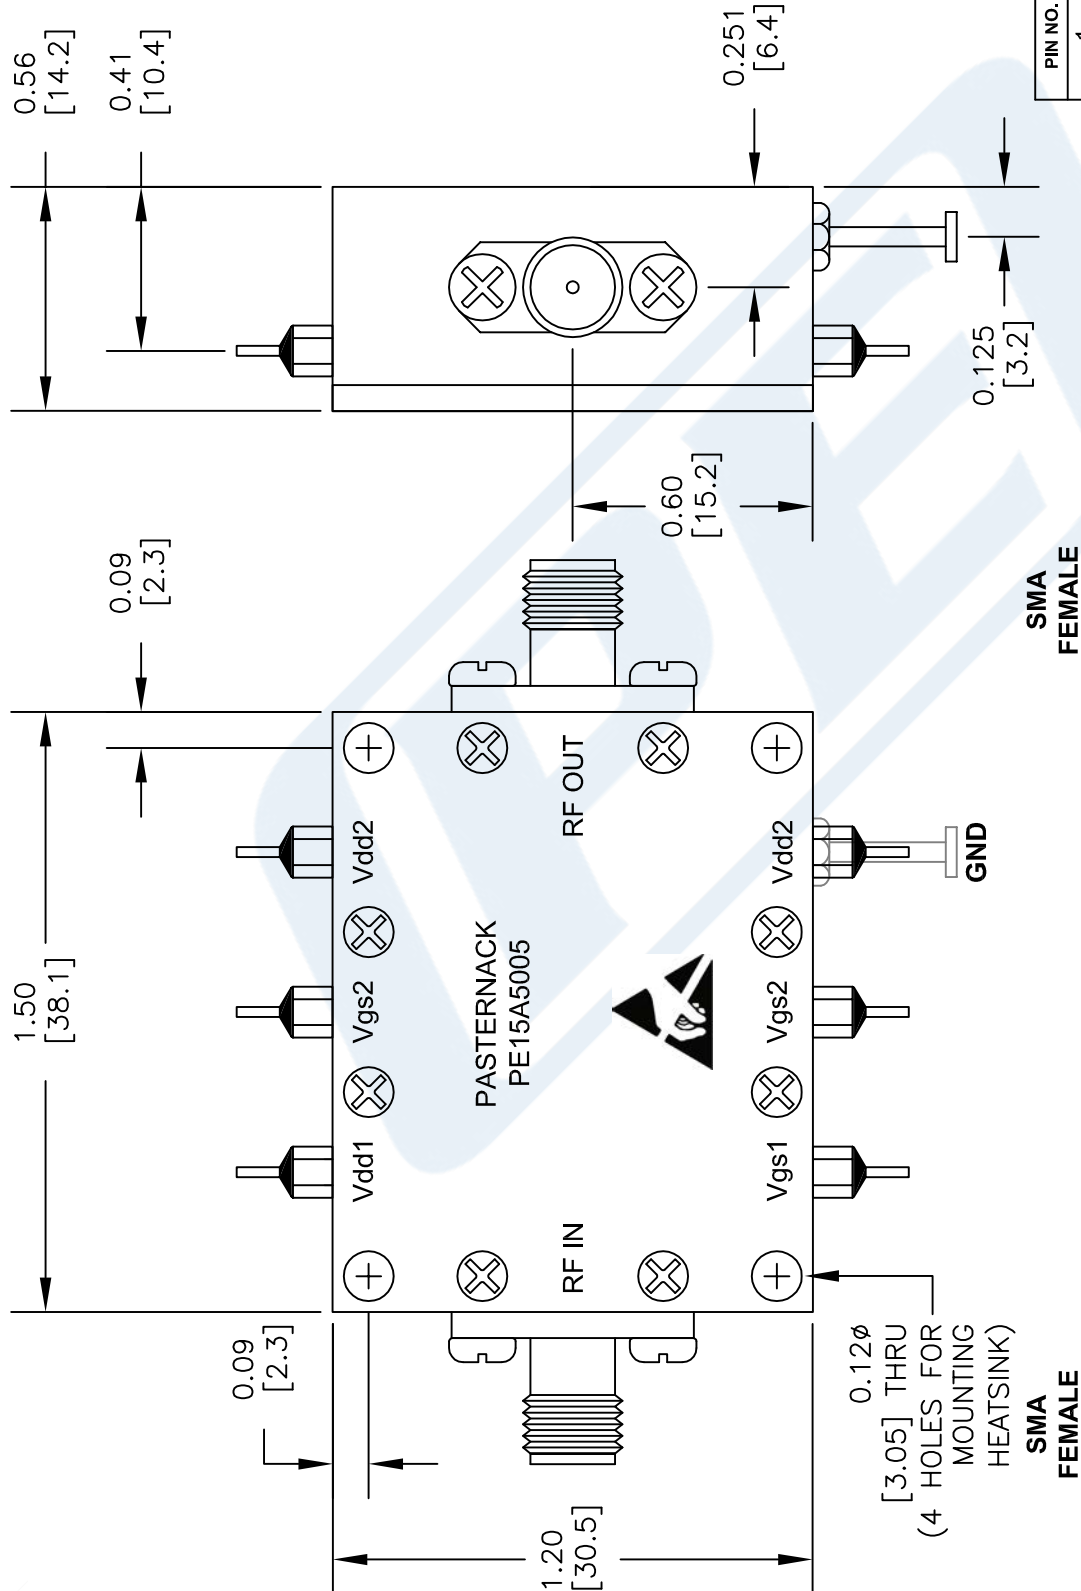 0.56
[14.2]
0.41
[10.4]
0.251
[6.4]
PIN NO.
1
0.125
[3.2]
0.60
[15.2]
0.09
[2.3]
1.50
[38.1]
SMA
FEMALE
Vdd1
Vgs2
Vdd2
RF IN
PASTERNACK
PE15A5005
RF OUT
Vgs1
Vgs2
Vdd2
GND
0.09
[2.3]
1.20
[30.5]
0.12ø
[3.05] THRU
(4 HOLES FOR
MOUNTING
HEATSINK)
SMA
FEMALE
PE